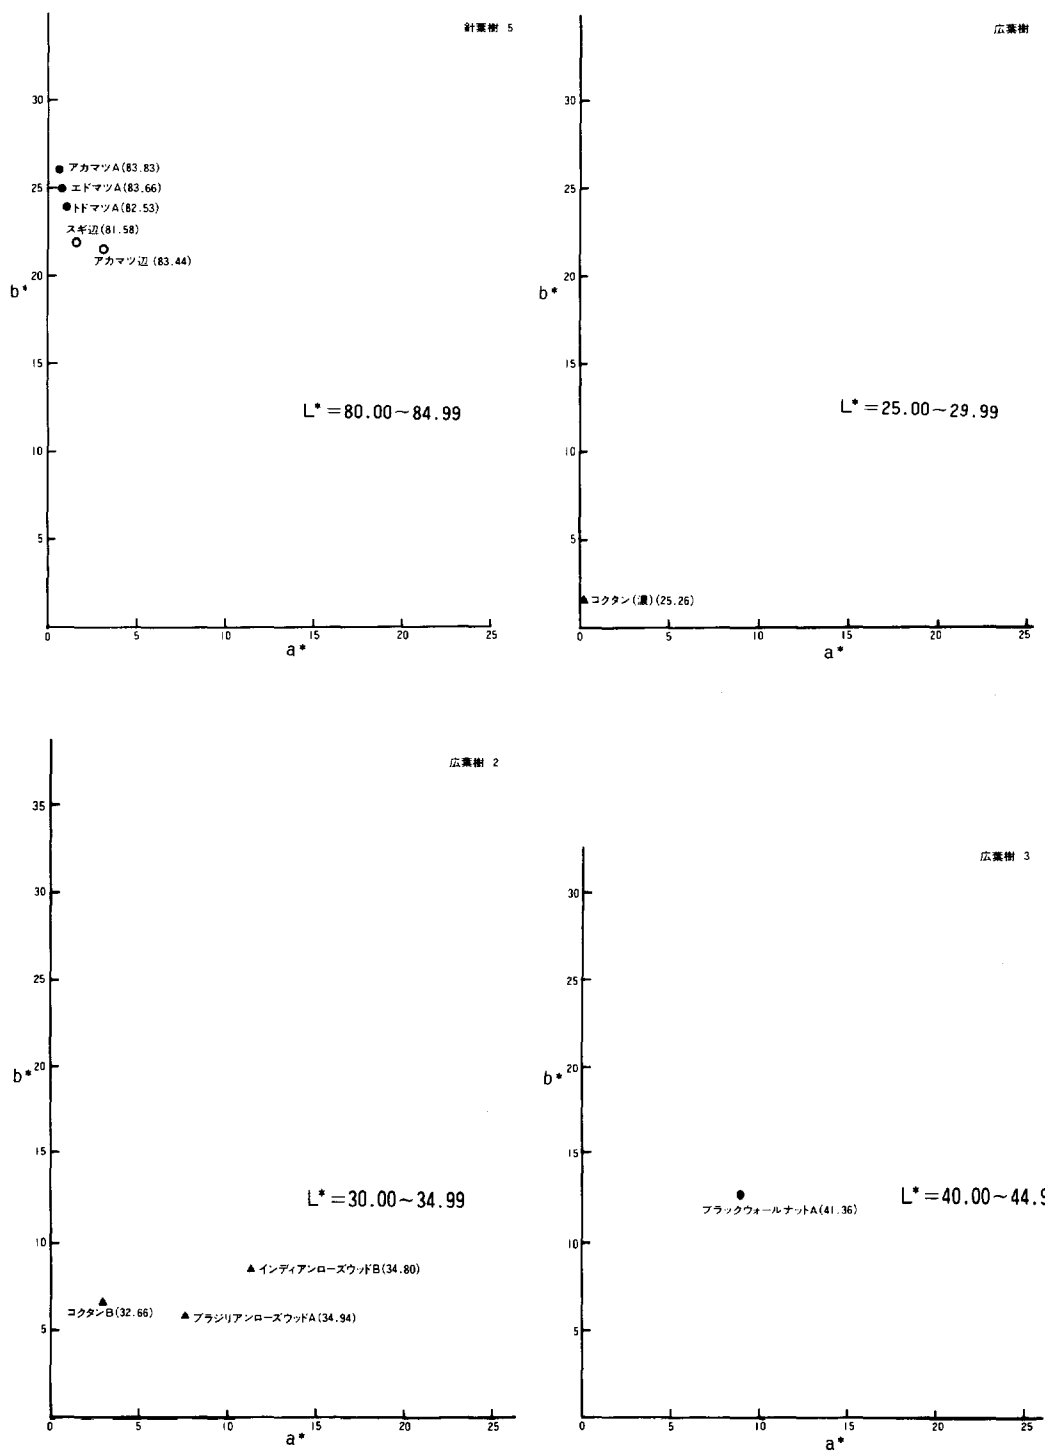 針葉樹 5
30
アカマツA(83.83)
25
エドマツA(83.66)
トドマツA(82.53)
スギ辺(81.58)
アカマツ辺(83.44)
20
b*
15
L*=80.00~84.99
10
5
0 5 10 15 20 25
a*
広葉樹
30
25
20
b*
15
L*=25.00~29.99
10
5
コクタン(濃)(25.26)
0 5 10 15 20 25
a*
広葉樹 2
35
30
25
20
b*
15
L*=30.00~34.99
10
インディアンローズウッドB(34.80)
コクタンB(32.66)
ブラジリアンローズウッドA(34.94)
5
0 5 10 15 20 25
a*
広葉樹 3
30
25
20
b*
15
ブラックウォールナットA(41.36)
L*=40.00~44.9
10
5
0 5 10 15 20 25
a*